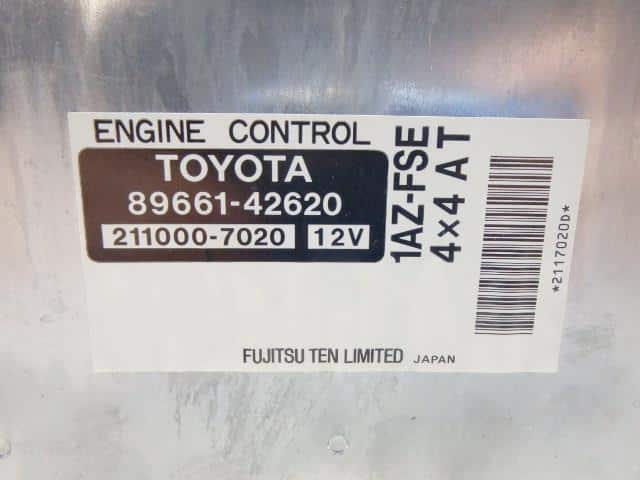 ENGINE CONTROL
TOYOTA
89661-42620
211000-7020 12V
1AZ-FSE
4×4 AT
*2117020D*
FUJITSU TEN LIMITED JAPAN